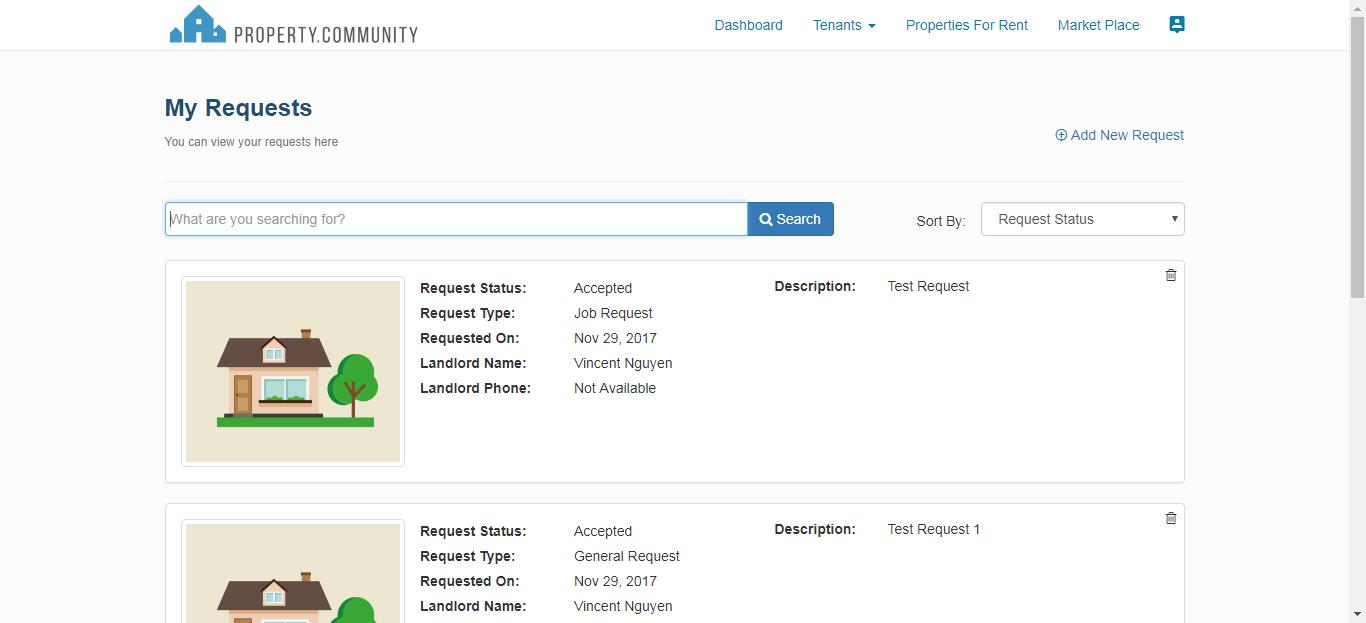 PROPERTY.COMMUNITY
Dashboard
Tenants
Properties For Rent
Market Place
My Requests
You can view your requests here
Add New Request
What are you searching for?
Search
Sort By:
Request Status
Request Status: Accepted
Request Type: Job Request
Requested On: Nov 29, 2017
Landlord Name: Vincent Nguyen
Landlord Phone: Not Available
Description: Test Request
Request Status: Accepted
Request Type: General Request
Requested On: Nov 29, 2017
Landlord Name: Vincent Nguyen
Description: Test Request 1